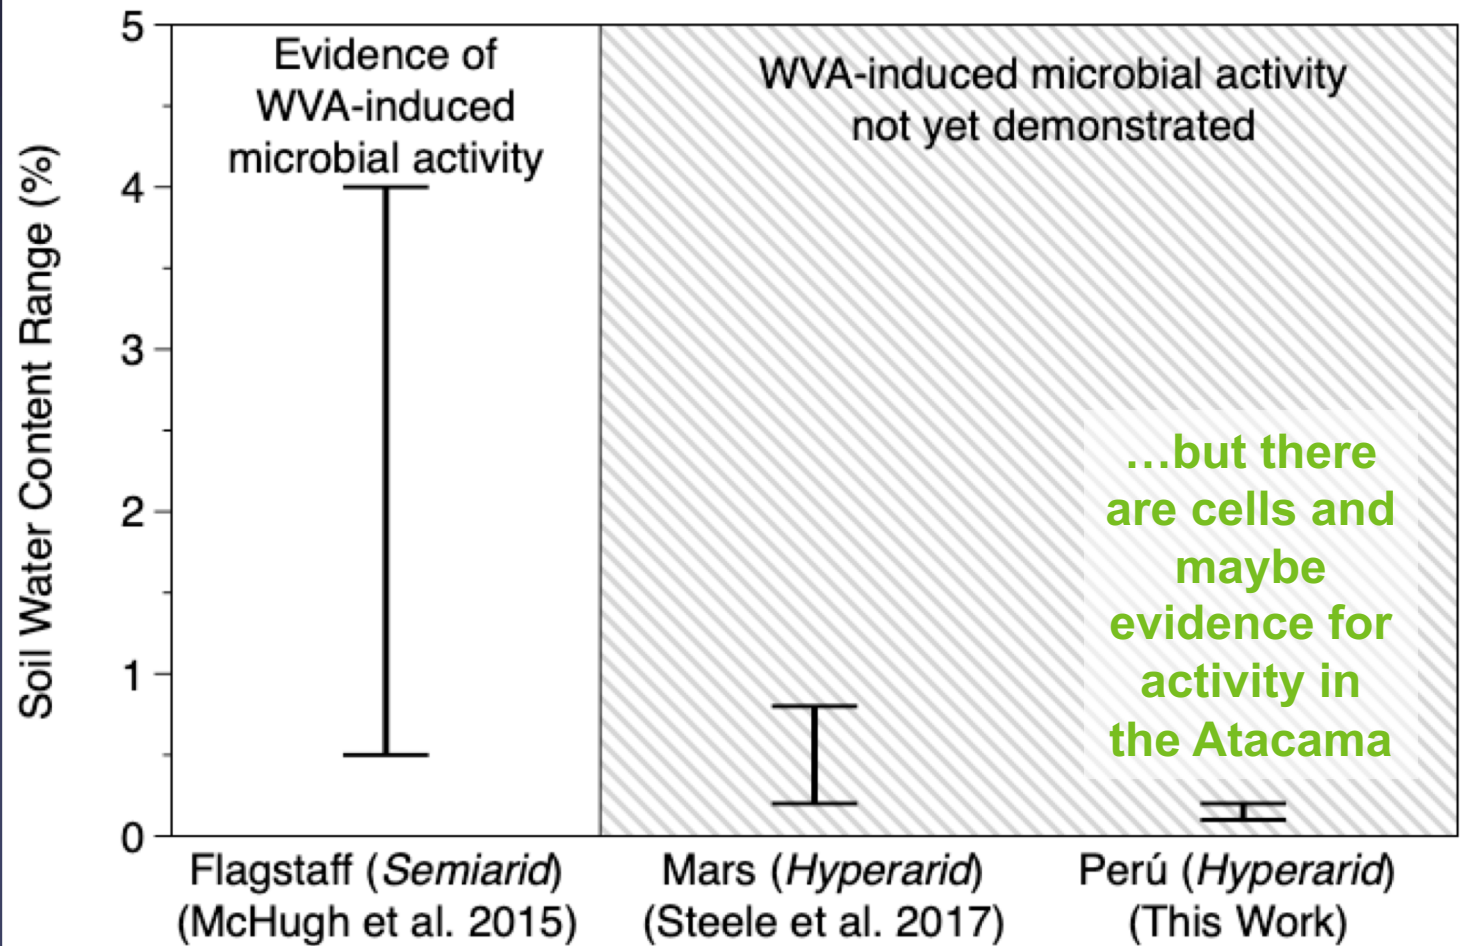 Soil Water Content Range (%)
5
4
3
2
1
0
Evidence of
WVA-induced
microbial activity
WVA-induced microbial activity
not yet demonstrated
…but there
are cells and
maybe
evidence for
activity in
the Atacama
Flagstaff (Semiarid)
(McHugh et al. 2015)
Mars (Hyperarid)
(Steele et al. 2017)
Perú (Hyperarid)
(This Work)